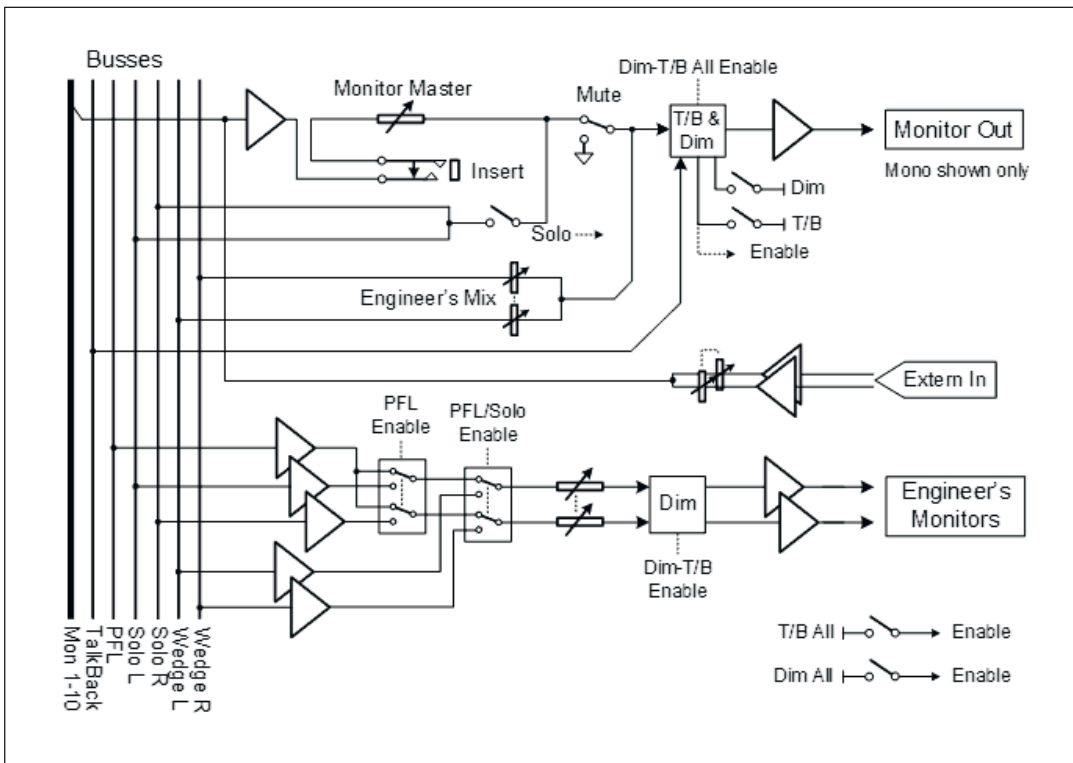 Busses
Dim-T/B All Enable
Monitor Master
Mute
T/B &
Dim
Monitor Out
Mono shown only
Insert
Dim
T/B
Solo
Enable
Engineer's Mix
Extern In
PFL
Enable
PFL/Solo
Enable
Dim
Engineer's
Monitors
Dim-T/B
Enable
T/B All
Enable
Dim All
Enable
Mon 1-10
TalkBack
PFL
Solo L
Solo R
Wedge L
Wedge R